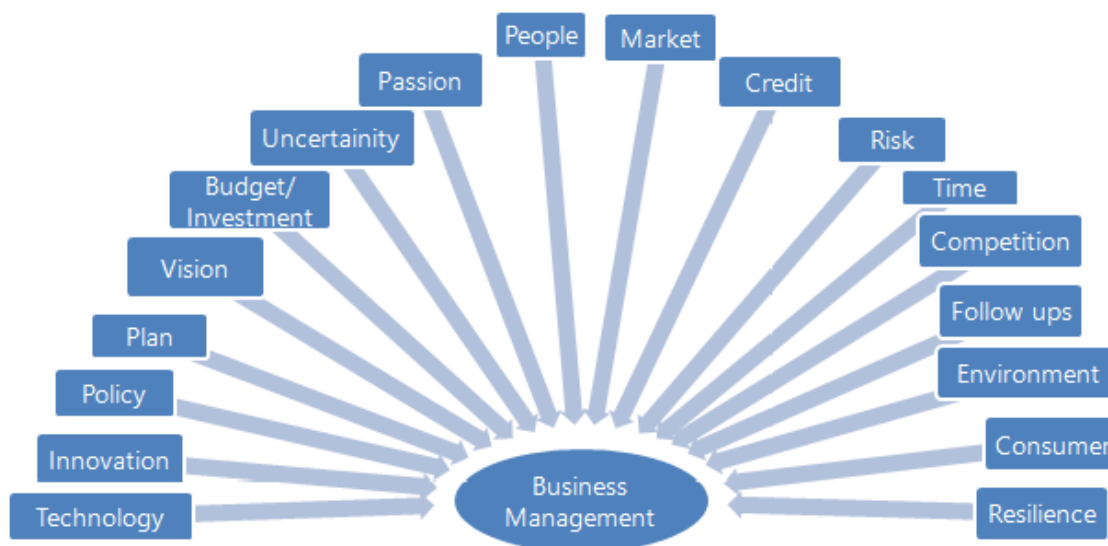 People
Market
Passion
Credit
Uncertainity
Risk
Budget/
Investment
Time
Vision
Competition
Plan
Follow ups
Policy
Environment
Innovation
Consumer
Technology
Business
Management
Resilience